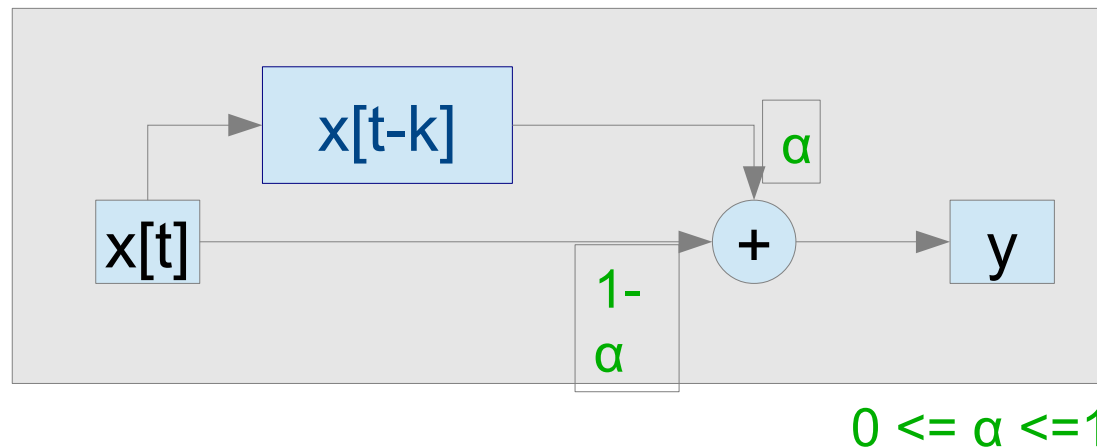 x[t-k]
α
x[t]
+
y
1-
α
0 <= α <=1